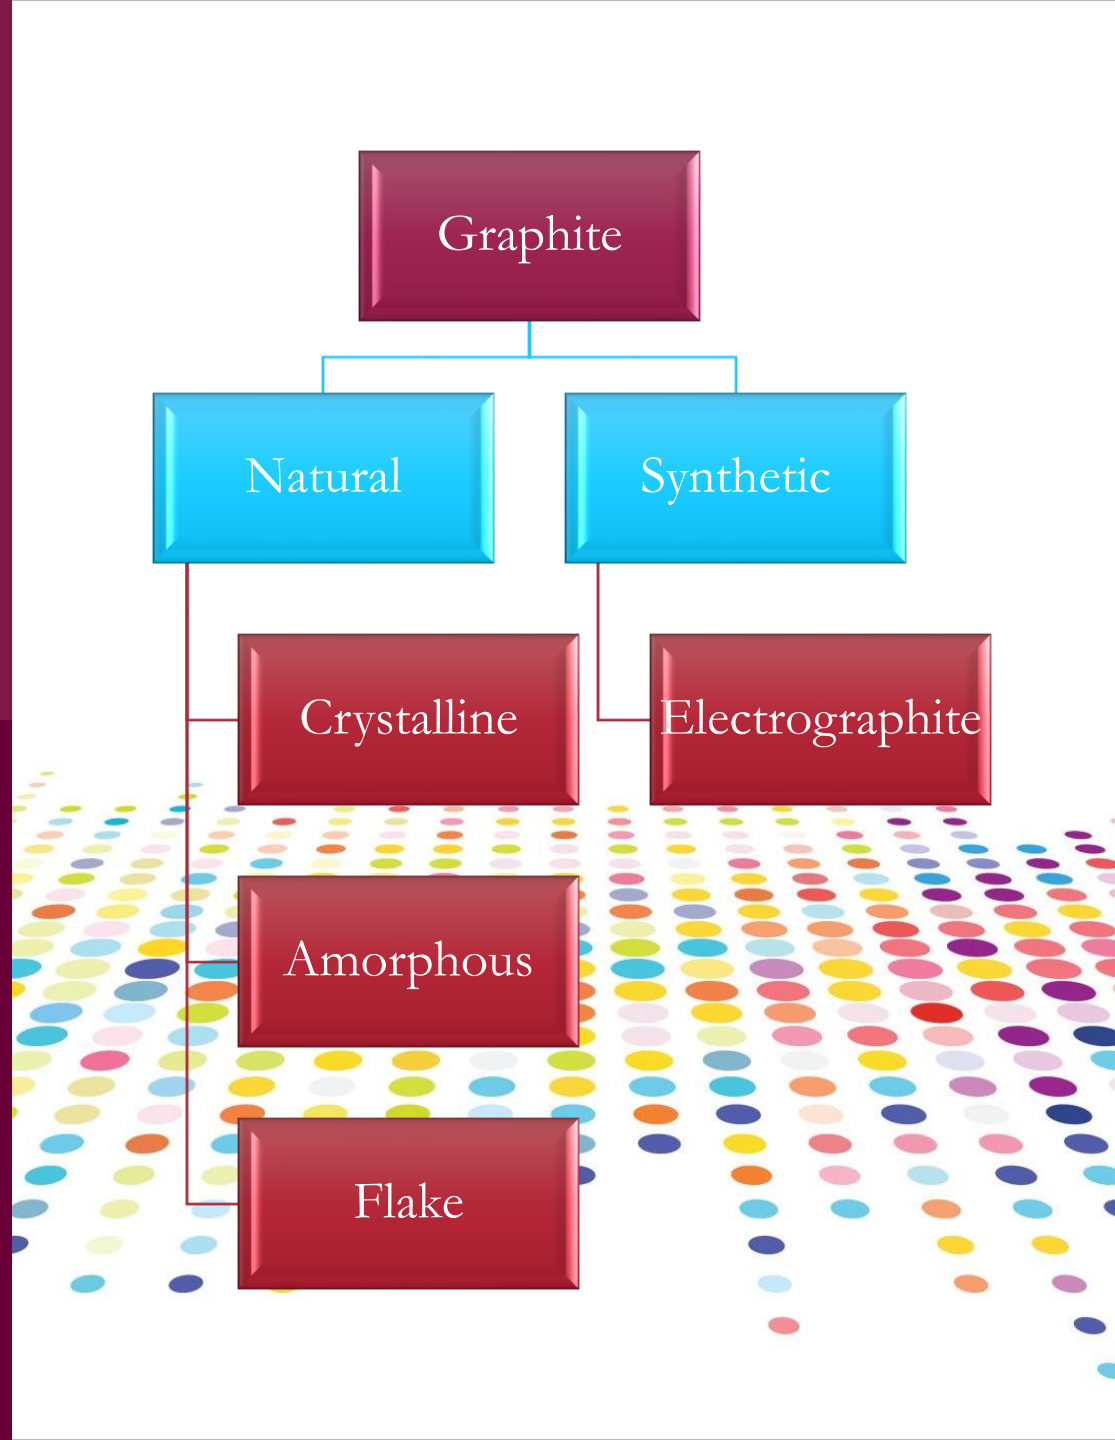 Graphite
Natural
Synthetic
Crystalline
Electrographite
Amorphous
Flake